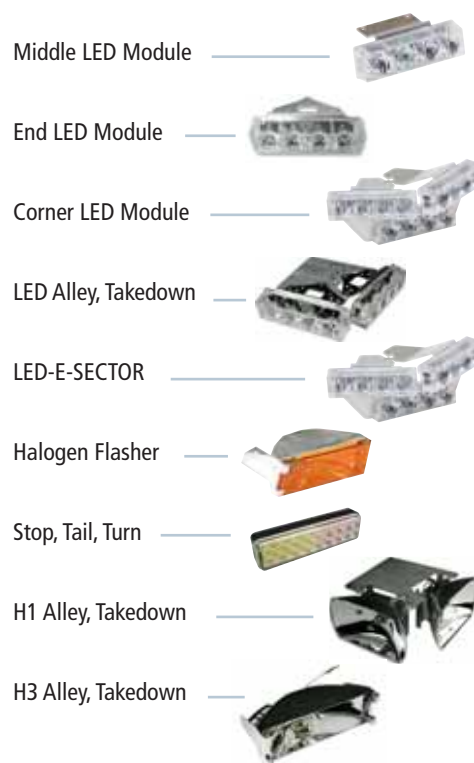 Middle LED Module
End LED Module
Corner LED Module
LED Alley, Takedown
LED-E-SECTOR
Halogen Flasher
Stop, Tail, Turn
H1 Alley, Takedown
H3 Alley, Takedown